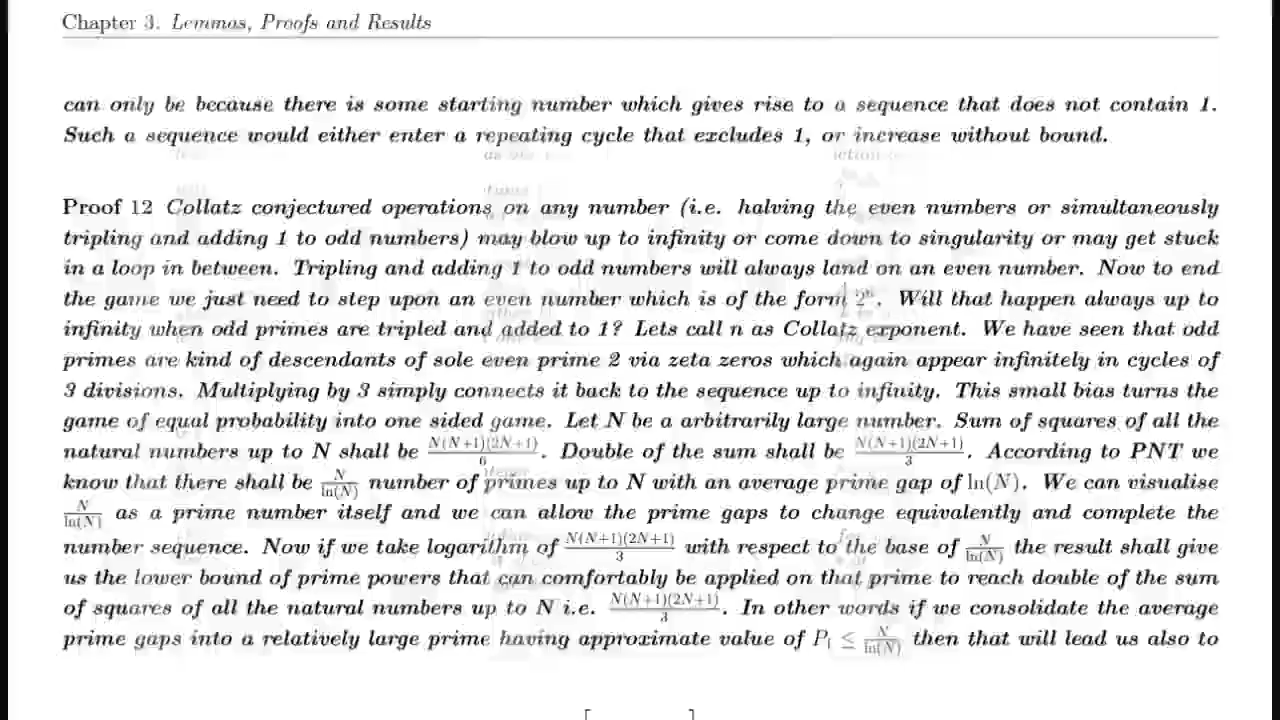 Chapter 3. Lemmas, Proofs and Results
can only be because there is some starting number which gives rise to a sequence that does not contain 1.
Such a sequence would either enter a repeating cycle that excludes 1, or increase without bound.
Proof 12 Collatz conjectured operations on any number (i.e. halving the even numbers or simultaneously
tripling and adding 1 to odd numbers) may blow up to infinity or come down to singularity or may get stuck
in a loop in between. Tripling and adding 1 to odd numbers will always land on an even number. Now to end
the game we just need to step upon an even number which is of the form 2ⁿ. Will that happen always up to
infinity when odd primes are tripled and added to 1? Lets call n as Collatz exponent. We have seen that odd
primes are kind of descendants of sole even prime 2 via zeta zeros which again appear infinitely in cycles of
3 divisions. Multiplying by 3 simply connects it back to the sequence up to infinity. This small bias turns the
game of equal probability into one sided game. Let N be a arbitrarily large number. Sum of squares of all the
natural numbers up to N shall be N(N+1)(2N+1)/6. Double of the sum shall be N(N+1)(2N+1)/3. According to PNT we
know that there shall be N/ln(N) number of primes up to N with an average prime gap of ln(N). We can visualise
N/ln(N) as a prime number itself and we can allow the prime gaps to change equivalently and complete the
number sequence. Now if we take logarithm of N(N+1)(2N+1)/3 with respect to the base of N/ln(N) the result shall give
us the lower bound of prime powers that can comfortably be applied on that prime to reach double of the sum
of squares of all the natural numbers up to N i.e. N(N+1)(2N+1)/3. In other words if we consolidate the average
prime gaps into a relatively large prime having approximate value of P₁ ≤ N/ln(N) then that will lead us also to